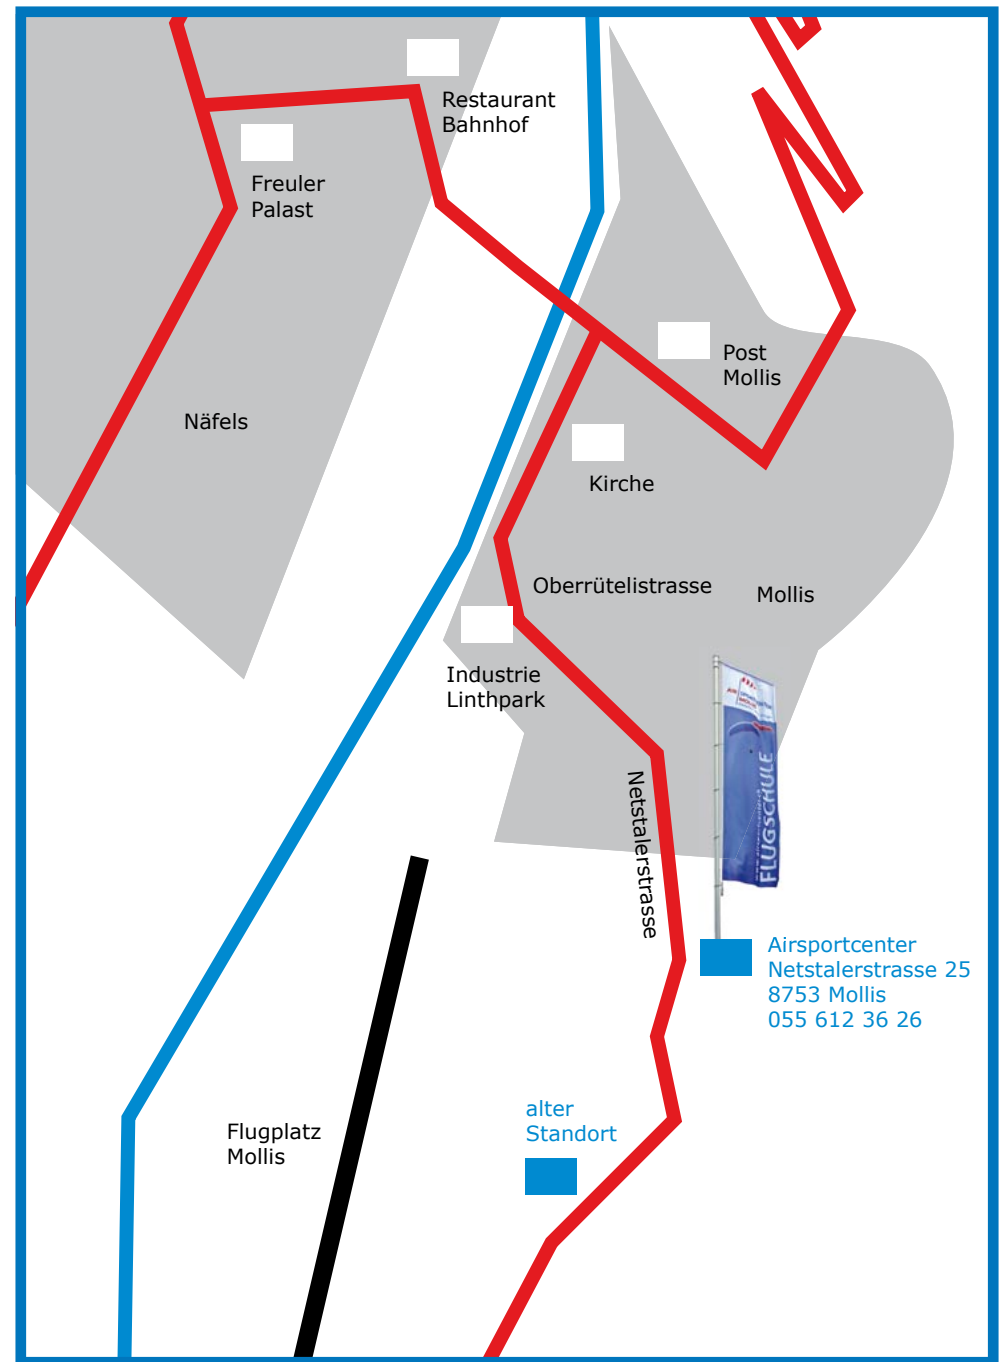 Restaurant
Bahnhof
Freuler
Palast
Post
Mollis
Näfels
Kirche
Oberrütelistrasse
Mollis
Industrie
Linthpark
FLUGSCHULE
Netstalerstrasse
Airsportcenter
Netstalerstrasse 25
8753 Mollis
055 612 36 26
alter
Standort
Flugplatz
Mollis